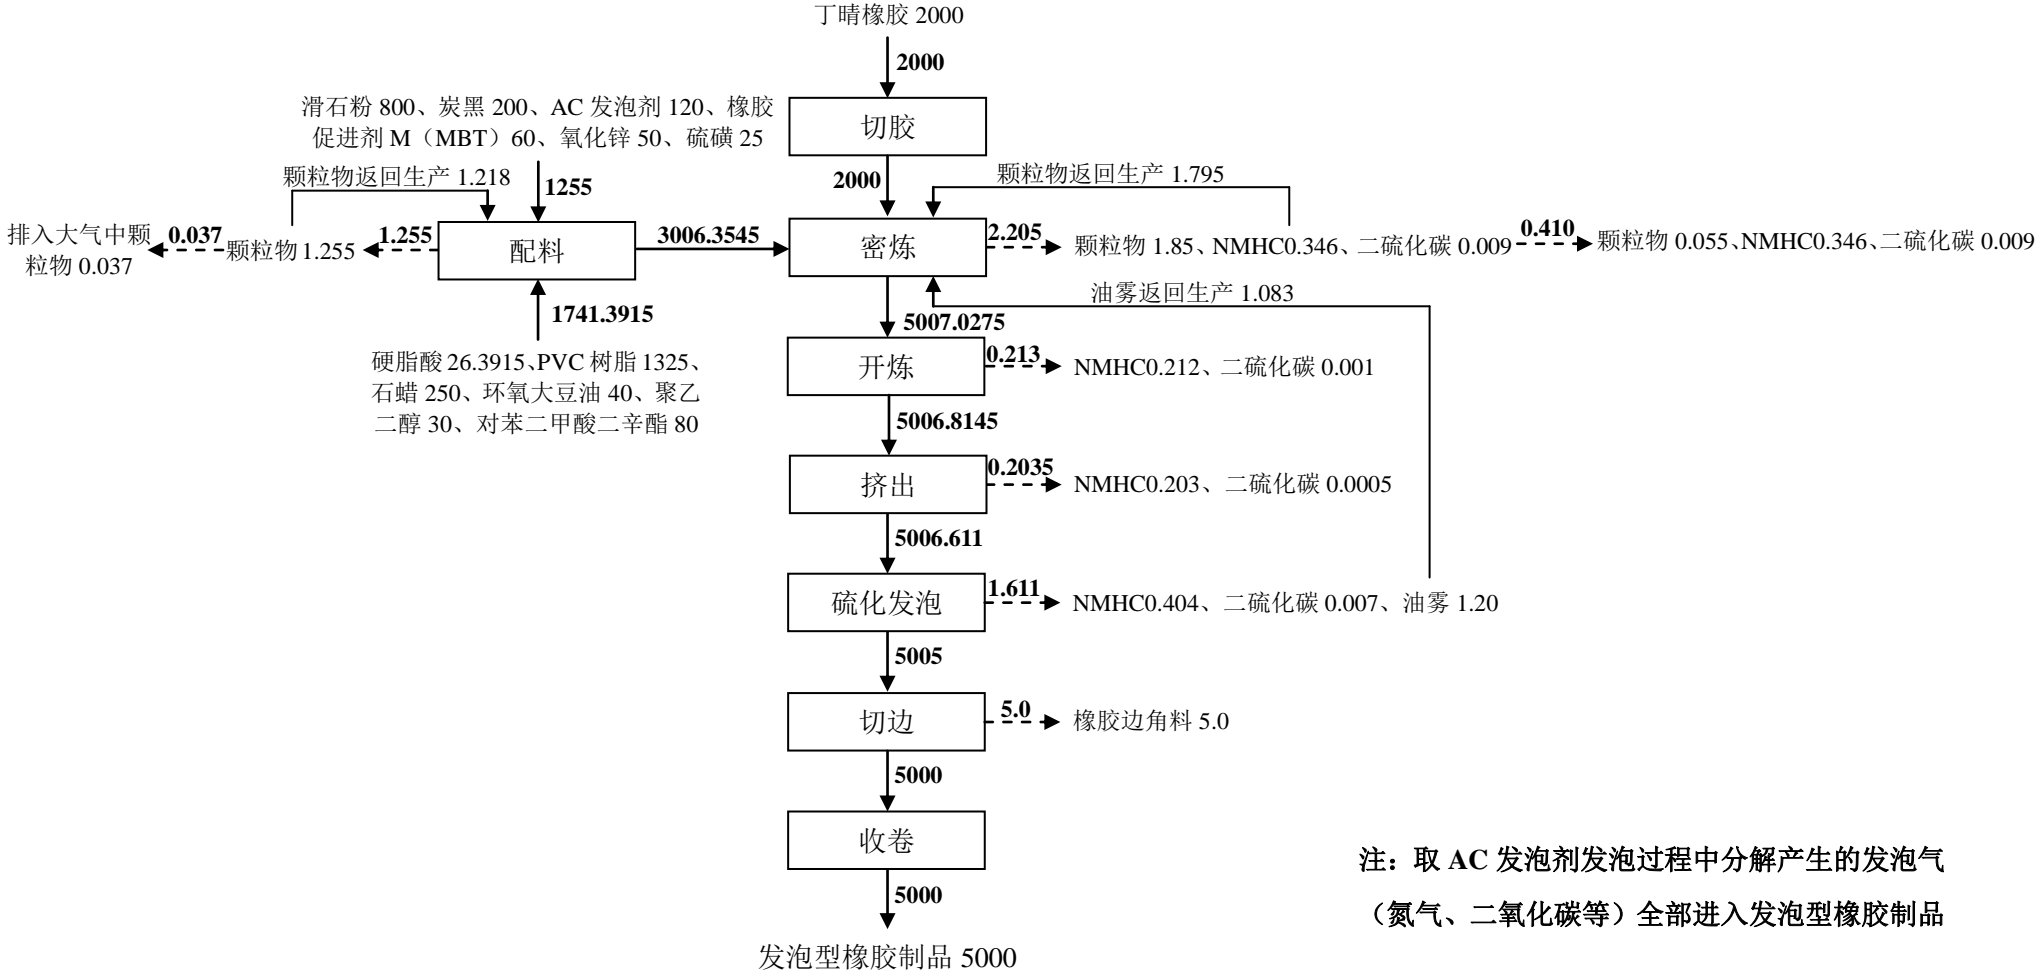 丁晴橡胶 2000
2000
滑石粉 800、炭黑 200、AC 发泡剂 120、橡胶
促进剂 M（MBT）60、氧化锌 50、硫磺 25
切胶
颗粒物返回生产 1.218
1255
2000
颗粒物返回生产 1.795
排入大气中颗
粒物 0.037
0.037
颗粒物 1.255
1.255
配料
3006.3545
密炼
2.205
颗粒物 1.85、NMHC0.346、二硫化碳 0.009
0.410
颗粒物 0.055、NMHC0.346、二硫化碳 0.009
1741.3915
油雾返回生产 1.083
5007.0275
硬脂酸 26.3915、PVC 树脂 1325、
石蜡 250、环氧大豆油 40、聚乙
二醇 30、对苯二甲酸二辛酯 80
开炼
0.213
NMHC0.212、二硫化碳 0.001
5006.8145
挤出
0.2035
NMHC0.203、二硫化碳 0.0005
5006.611
硫化发泡
1.611
NMHC0.404、二硫化碳 0.007、油雾 1.20
5005
切边
5.0
橡胶边角料 5.0
5000
收卷
5000
发泡型橡胶制品 5000
注：取 AC 发泡剂发泡过程中分解产生的发泡气
（氮气、二氧化碳等）全部进入发泡型橡胶制品